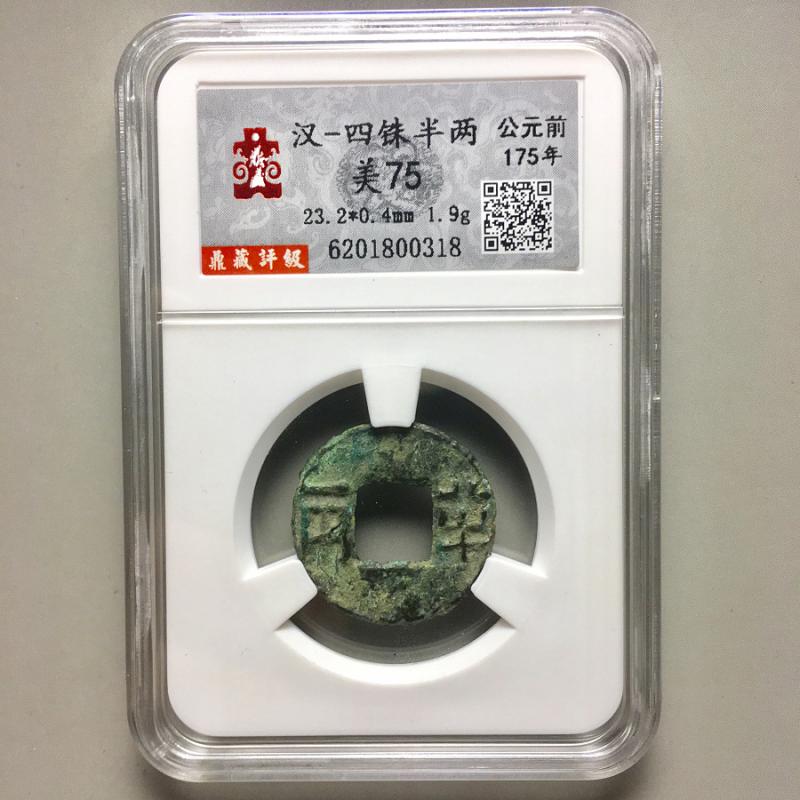 汉-四铢半两
公元前
175年
美75
23.2*0.4mm 1.9g
鼎藏評級
6201800318
半
两